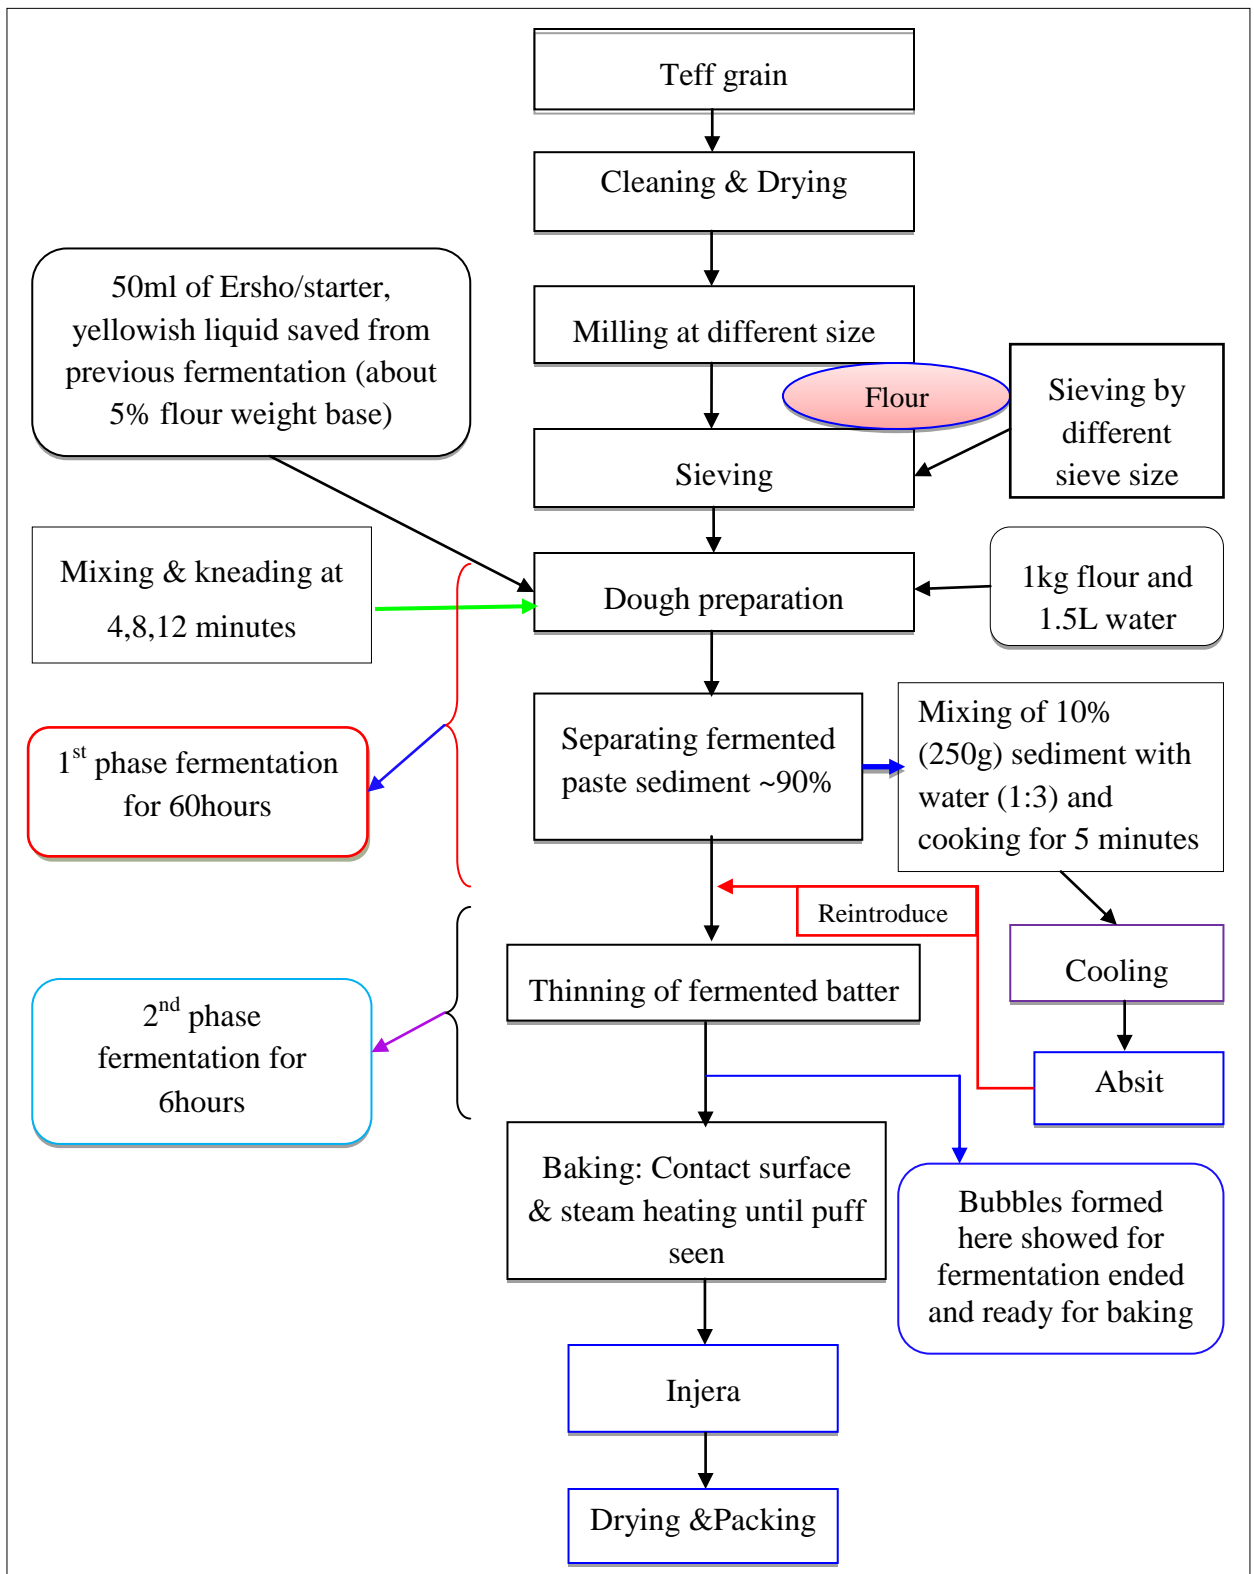 Teff grain
Cleaning & Drying
50ml of Ersho/starter,
yellowish liquid saved from
previous fermentation (about
5% flour weight base)
Milling at different size
Flour
Sieving by
different
sieve size
Sieving
Mixing & kneading at
4,8,12 minutes
Dough preparation
1kg flour and
1.5L water
1st phase fermentation
for 60hours
Separating fermented
paste sediment ~90%
Mixing of 10%
(250g) sediment with
water (1:3) and
cooking for 5 minutes
Reintroduce
Cooling
Thinning of fermented batter
2nd phase
fermentation for
6hours
Absit
Baking: Contact surface
& steam heating until puff
seen
Bubbles formed
here showed for
fermentation ended
and ready for baking
Injera
Drying &Packing